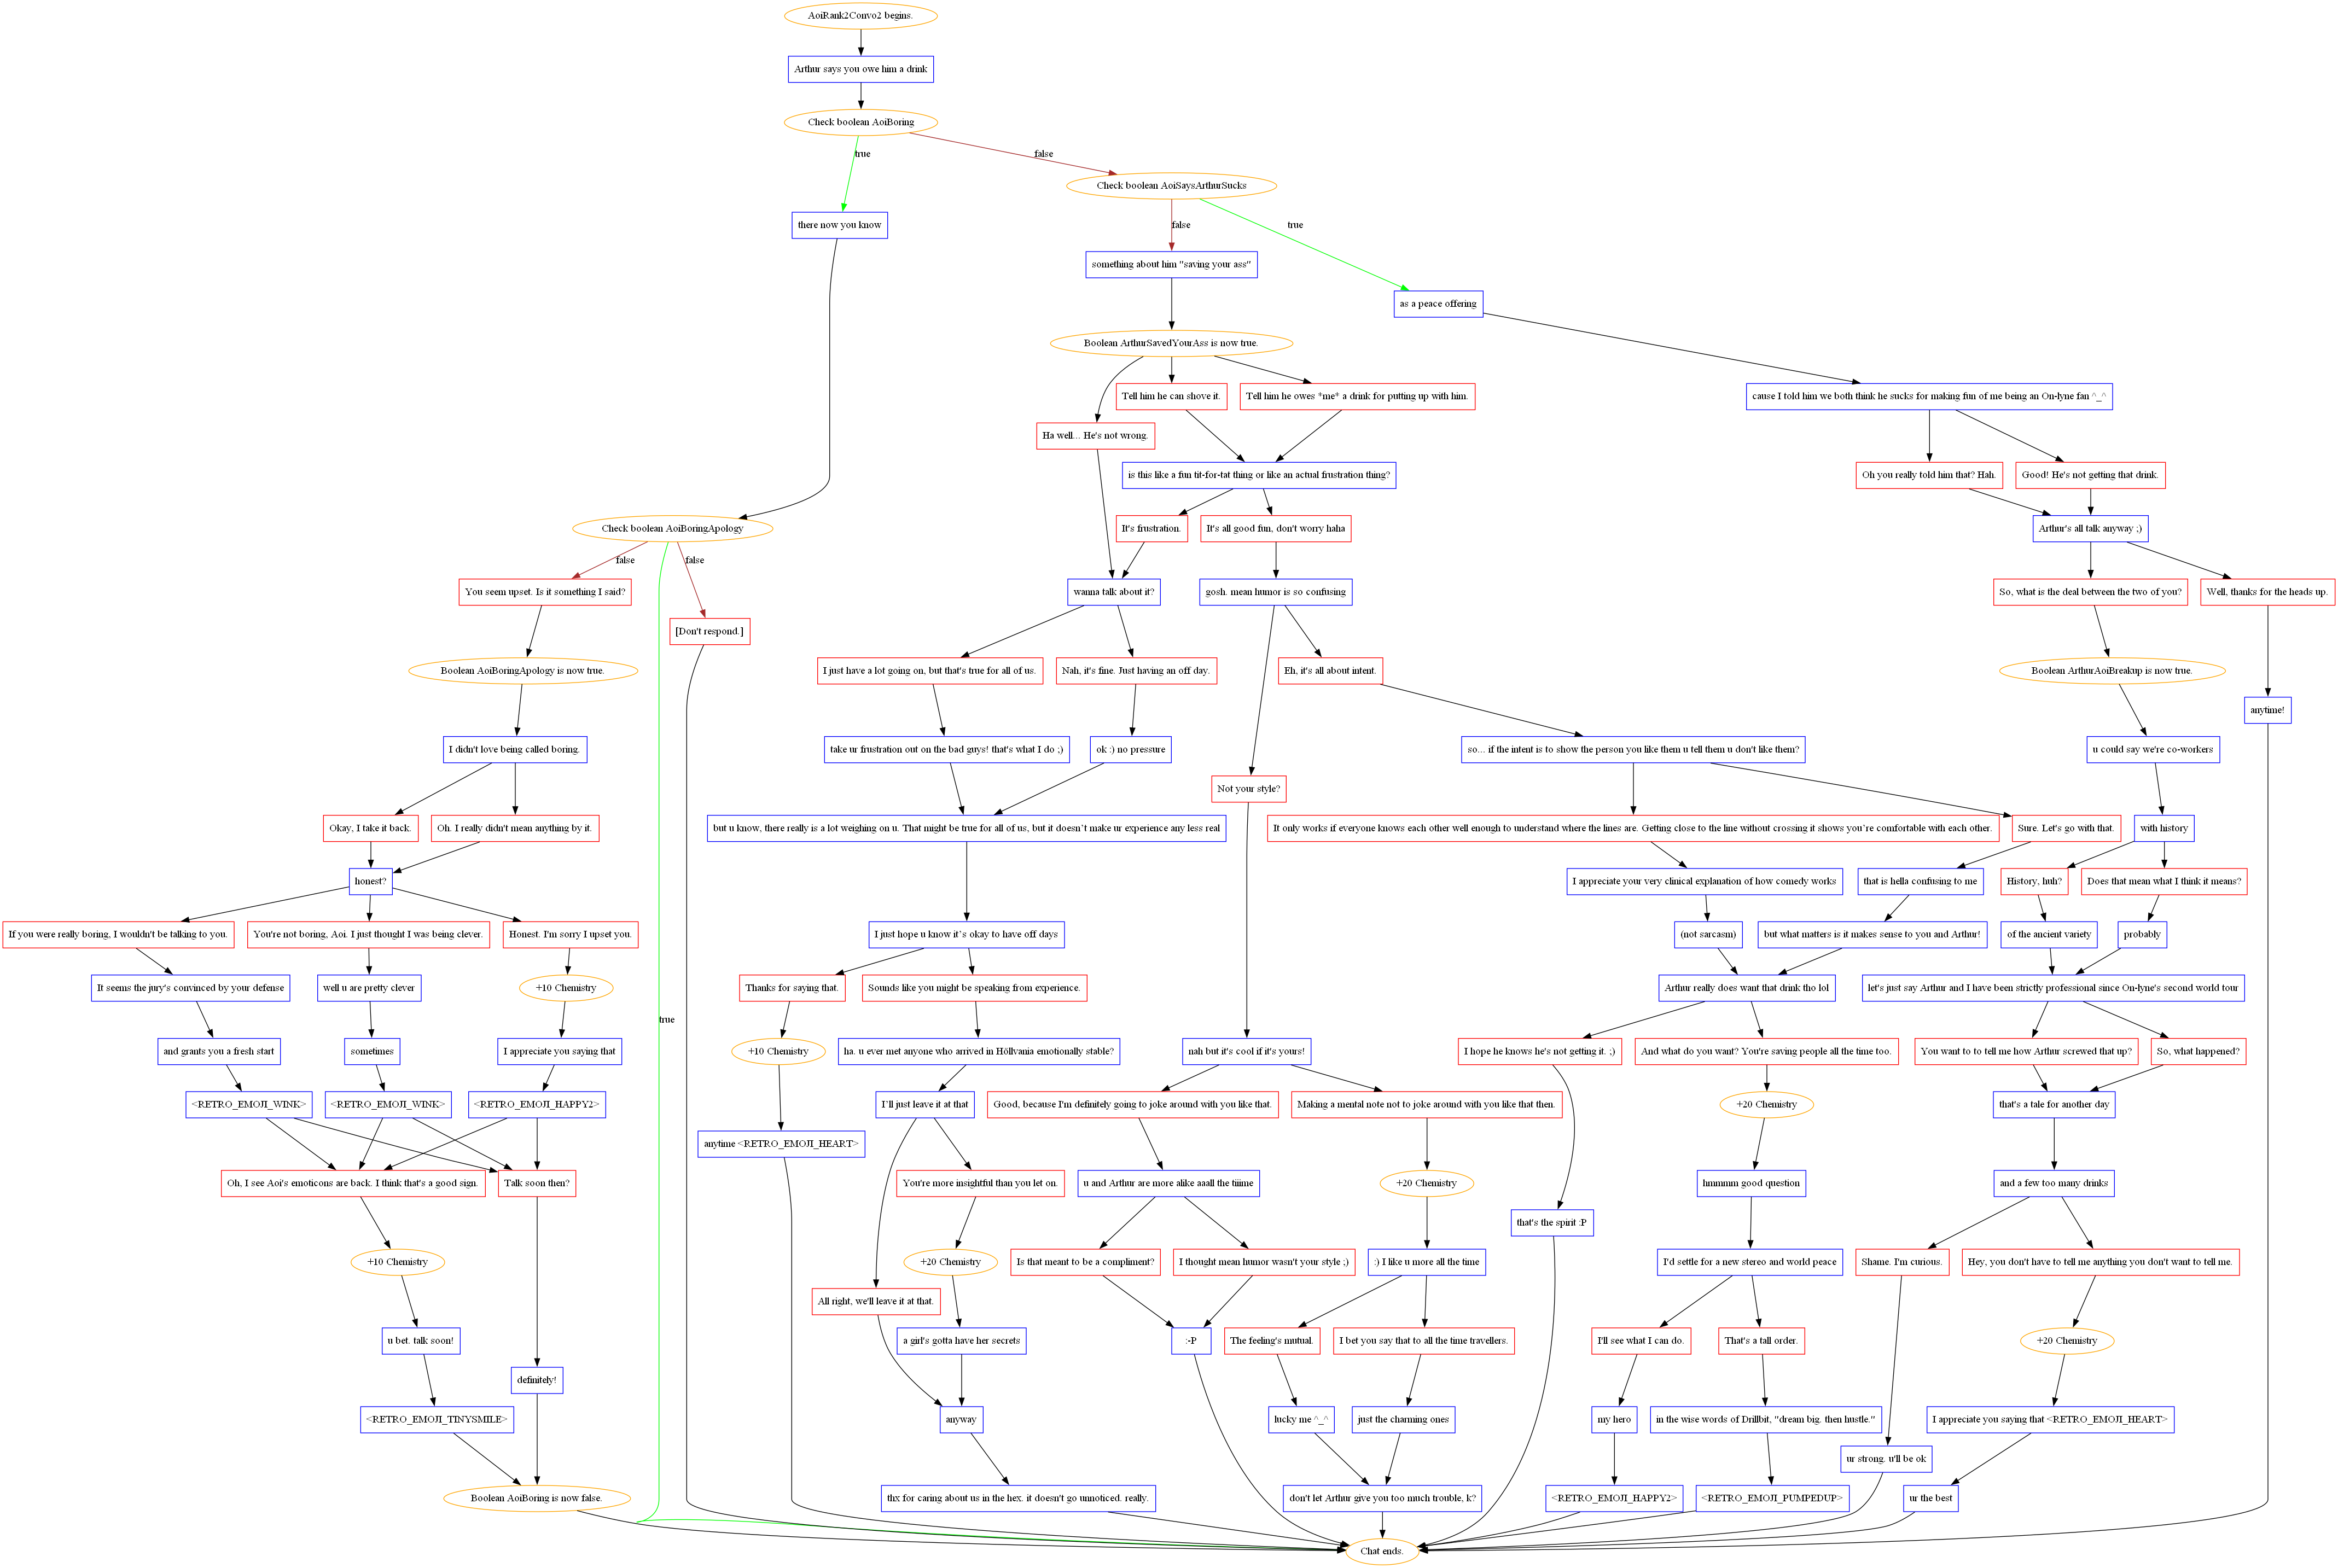 AoiRank2Convo2 begins.
Arthur says you owe him a drink
Check boolean AoiBoring
true
false
Check boolean AoiSaysArthurSucks
there now you know
false
true
something about him "saving your ass"
as a peace offering
Boolean ArthurSavedYourAss is now true.
Tell him he can shove it.
Tell him he owes *me* a drink for putting up with him.
cause I told him we both think he sucks for making fun of me being an On-lyne fan ^_^
Ha well... He's not wrong.
is this like a fun tit-for-tat thing or like an actual frustration thing?
Oh you really told him that? Hah.
Good! He's not getting that drink.
Check boolean AoiBoringApology
It's frustration.
It's all good fun, don't worry haha
Arthur's all talk anyway ;)
false
false
You seem upset. Is it something I said?
wanna talk about it?
gosh. mean humor is so confusing
So, what is the deal between the two of you?
Well, thanks for the heads up.
[Don't respond.]
Boolean AoiBoringApology is now true.
I just have a lot going on, but that's true for all of us.
Nah, it's fine. Just having an off day.
Eh, it's all about intent.
Boolean ArthurAoiBreakup is now true.
anytime!
I didn't love being called boring.
take ur frustration out on the bad guys! that's what I do ;)
ok :) no pressure
so... if the intent is to show the person you like them u tell them u don't like them?
u could say we're co-workers
Not your style?
Okay, I take it back.
Oh. I really didn't mean anything by it.
but u know, there really is a lot weighing on u. That might be true for all of us, but it doesn’t make ur experience any less real
It only works if everyone knows each other well enough to understand where the lines are. Getting close to the line without crossing it shows you’re comfortable with each other.
Sure. Let's go with that.
with history
honest?
I appreciate your very clinical explanation of how comedy works
that is hella confusing to me
History, huh?
Does that mean what I think it means?
If you were really boring, I wouldn't be talking to you.
You're not boring, Aoi. I just thought I was being clever.
Honest. I'm sorry I upset you.
I just hope u know it’s okay to have off days
(not sarcasm)
but what matters is it makes sense to you and Arthur!
of the ancient variety
probably
It seems the jury's convinced by your defense
well u are pretty clever
+10 Chemistry
Thanks for saying that.
Sounds like you might be speaking from experience.
Arthur really does want that drink tho lol
let's just say Arthur and I have been strictly professional since On-lyne's second world tour
true
and grants you a fresh start
sometimes
I appreciate you saying that
+10 Chemistry
ha. u ever met anyone who arrived in Höllvania emotionally stable?
nah but it's cool if it's yours!
I hope he knows he's not getting it. ;)
And what do you want? You're saving people all the time too.
You want to to tell me how Arthur screwed that up?
So, what happened?
<RETRO_EMOJI_WINK>
<RETRO_EMOJI_WINK>
<RETRO_EMOJI_HAPPY2>
I’ll just leave it at that
Good, because I'm definitely going to joke around with you like that.
Making a mental note not to joke around with you like that then.
+20 Chemistry
that's a tale for another day
anytime <RETRO_EMOJI_HEART>
Oh, I see Aoi's emoticons are back. I think that's a good sign.
Talk soon then?
You're more insightful than you let on.
u and Arthur are more alike aaall the tiiime
+20 Chemistry
hmmmm good question
and a few too many drinks
that's the spirit :P
+10 Chemistry
+20 Chemistry
Is that meant to be a compliment?
I thought mean humor wasn't your style ;)
:) I like u more all the time
I'd settle for a new stereo and world peace
Shame. I'm curious.
Hey, you don't have to tell me anything you don't want to tell me.
All right, we'll leave it at that.
u bet. talk soon!
a girl's gotta have her secrets
:-P
The feeling's mutual.
I bet you say that to all the time travellers.
I'll see what I can do.
That's a tall order.
+20 Chemistry
definitely!
<RETRO_EMOJI_TINYSMILE>
anyway
lucky me ^_^
just the charming ones
my hero
in the wise words of Drillbit, "dream big. then hustle."
I appreciate you saying that <RETRO_EMOJI_HEART>
ur strong. u'll be ok
Boolean AoiBoring is now false.
thx for caring about us in the hex. it doesn't go unnoticed. really.
don't let Arthur give you too much trouble, k?
<RETRO_EMOJI_HAPPY2>
<RETRO_EMOJI_PUMPEDUP>
ur the best
Chat ends.